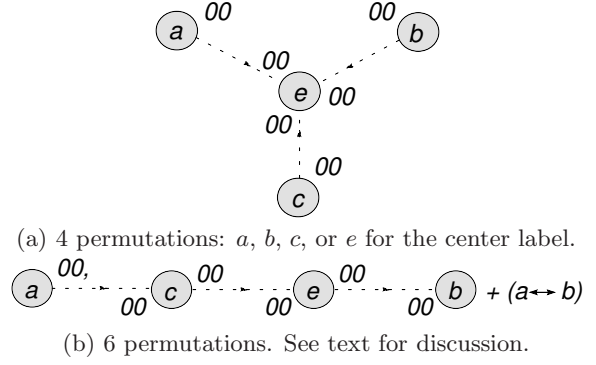 00 00
a b
00
e 00
00
00
c
(a) 4 permutations: a, b, c, or e for the center label.
00, 00 00
a c e b + (a↔ b)
00 00 00
(b) 6 permutations. See text for discussion.